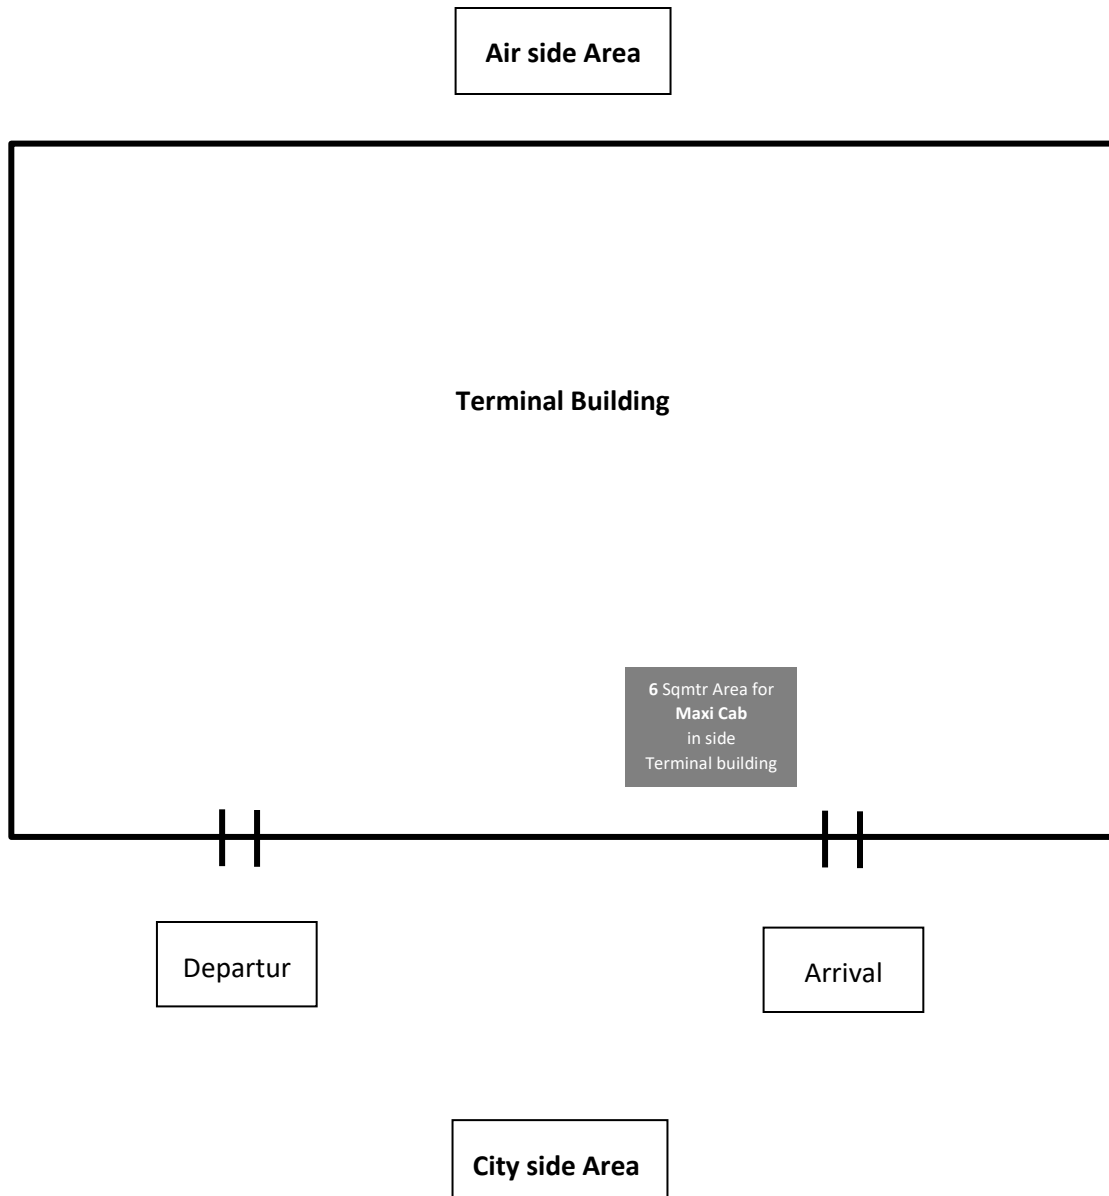 Air side Area
Terminal Building
6 Sqmtr Area for
Maxi Cab
in side
Terminal building
Departur
Arrival
City side Area